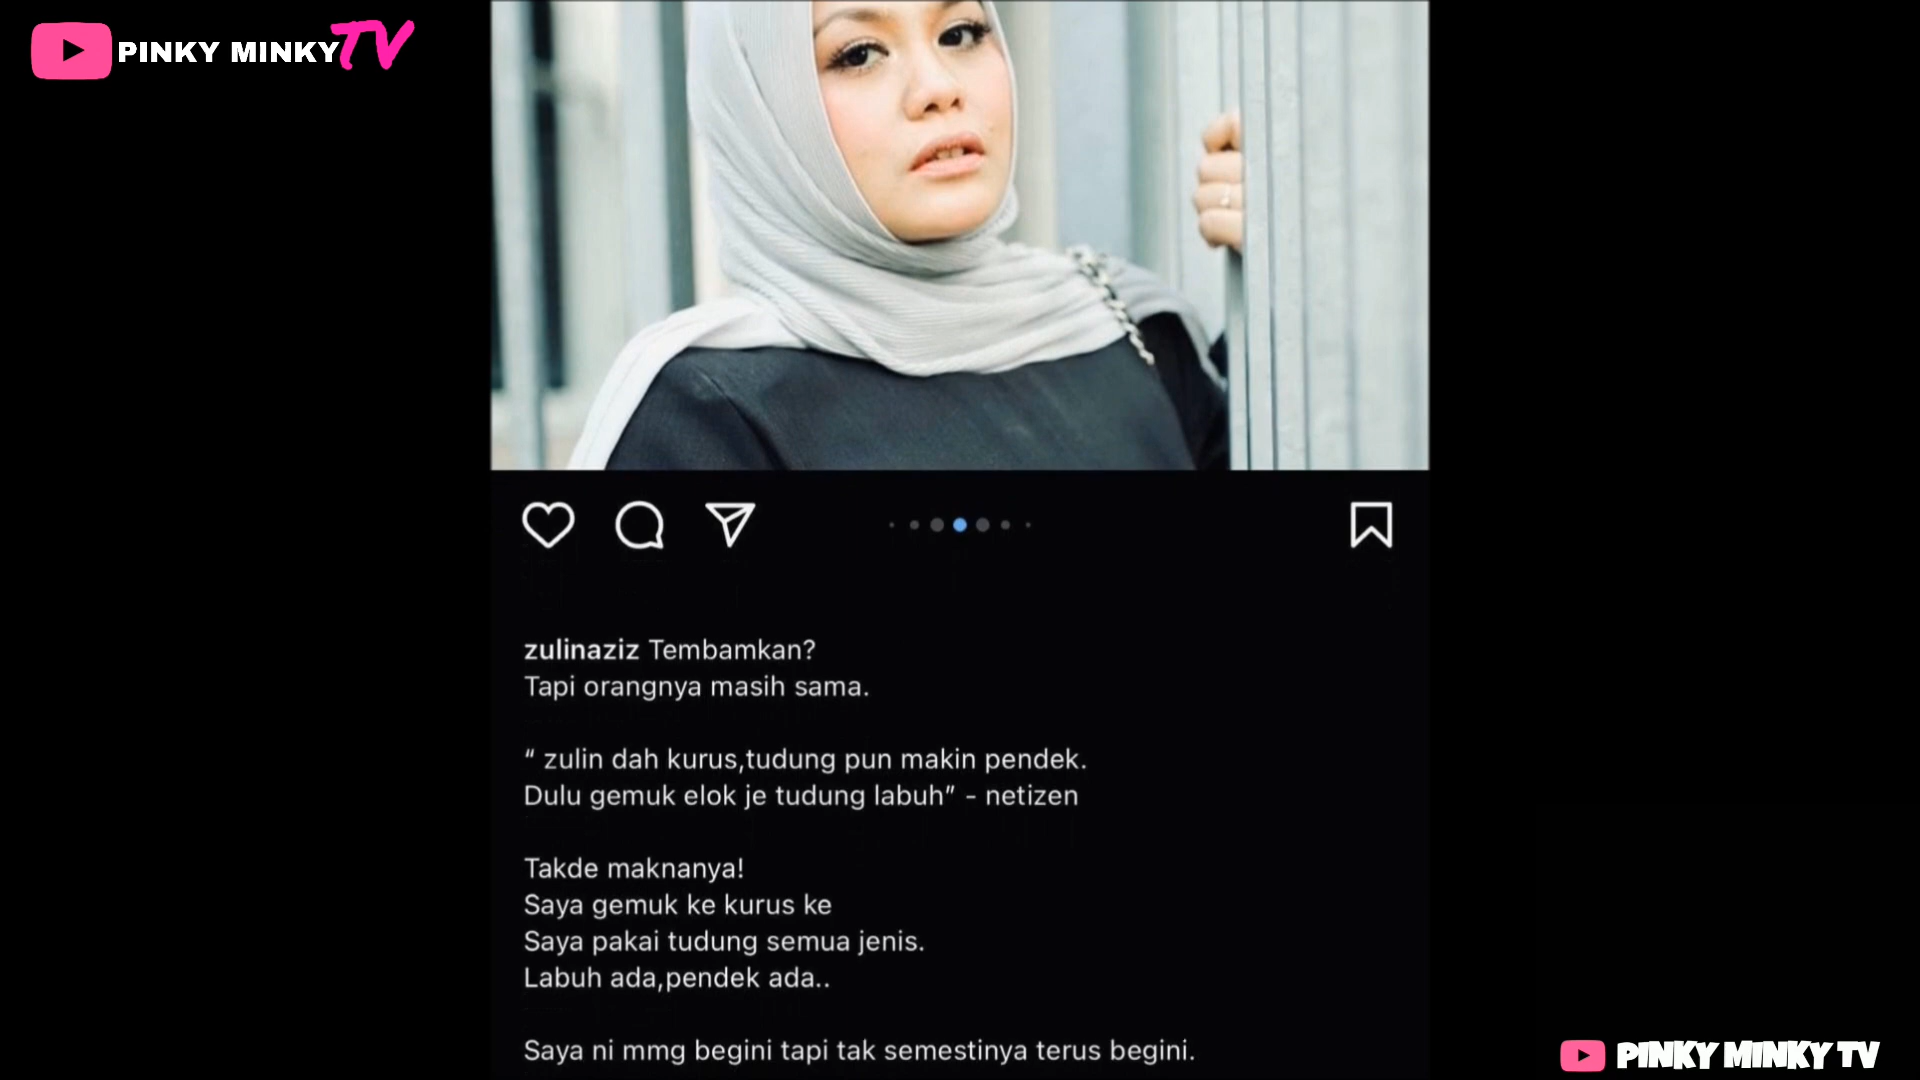 PINKY MINKY TV
zulinaziz Tembamkan?
Tapi orangnya masih sama.
“ zulin dah kurus,tudung pun makin pendek.
Dulu gemuk elok je tudung labuh” - netizen
Takde maknanya!
Saya gemuk ke kurus ke
Saya pakai tudung semua jenis.
Labuh ada,pendek ada..
Saya ni mmg begini tapi tak semestinya terus begini.
PINKY MINKY TV